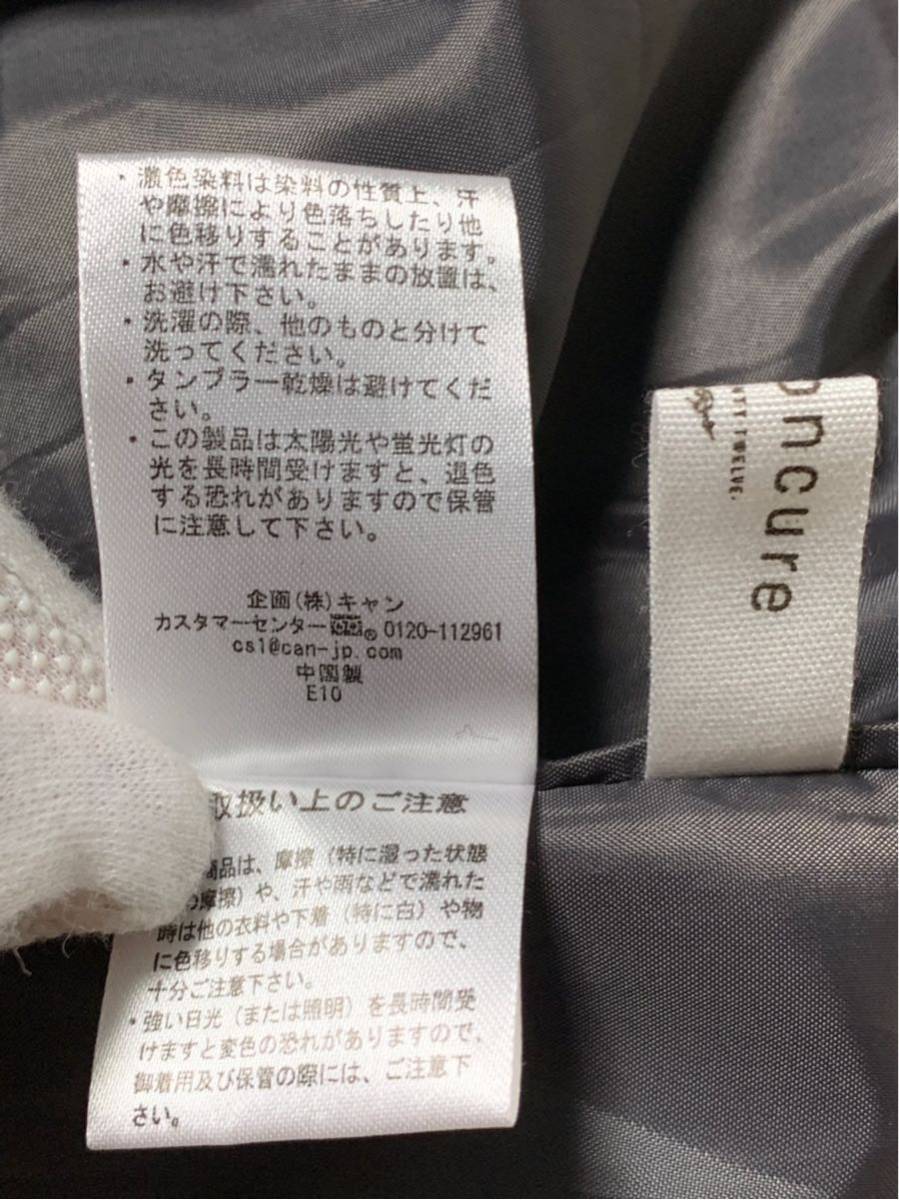 ・濃色染料は染料の性質上、汗
や摩擦により色落ちしたり他
に色移りすることがあります。
・水や汗で濡れたままの放置は、
お避け下さい。
・洗濯の際、他のものと分けて
洗ってください。
・タンブラー乾燥は避けてくだ
さい。
・この製品は太陽光や蛍光灯の
光を長時間受けますと、退色
する恐れがありますので保管
に注意して下さい。
企画(株)キャン
カスタマーセンター ® 0120-112961
cs1@can-jp.com
中国製
E10
取扱い上のご注意
商品は、摩擦(特に湿った状態
の摩擦)や、汗や雨などで濡れた
時は他の衣料や下着(特に白)や物
に色移りする場合がありますので、
十分ご注意下さい。
・強い日光(または照明)を長時間受
けますと変色の恐れがありますので、
御着用及び保管の際には、ご注意下
さい。
oncure
TWELVE.